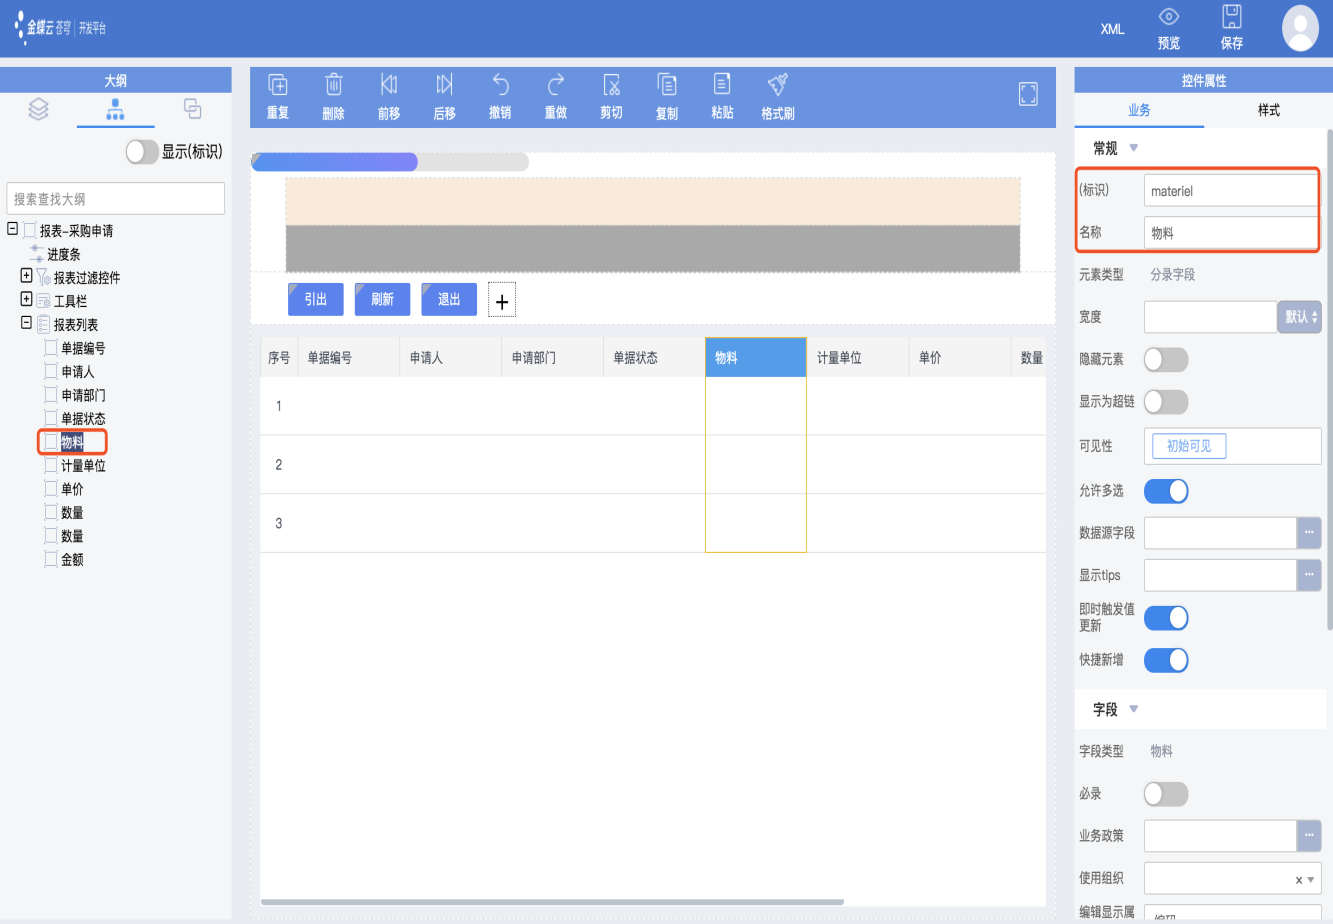 金蝶云 苍穹 | 开发平台
XML
预览
保存
大纲
显示(标识)
搜索查找大纲
报表-采购申请
进度条
报表过滤控件
工具栏
报表列表
单据编号
申请人
申请部门
单据状态
物料
计量单位
单价
数量
数量
金额
重复 删除 前移 后移 撤销 重做 剪切 复制 粘贴 格式刷
引出 刷新 退出 +
序号 单据编号 申请人 申请部门 单据状态 物料 计量单位 单价 数量
1
2
3
控件属性
业务 样式
常规
(标识) materiel
名称 物料
元素类型 分录字段
宽度 默认
隐藏元素
显示为超链
可见性 初始可见
允许多选
数据源字段 ...
显示tips ...
即时触发值
更新
快捷新增
字段
字段类型 物料
必录
业务政策 ...
使用组织 x
编辑显示属 编码